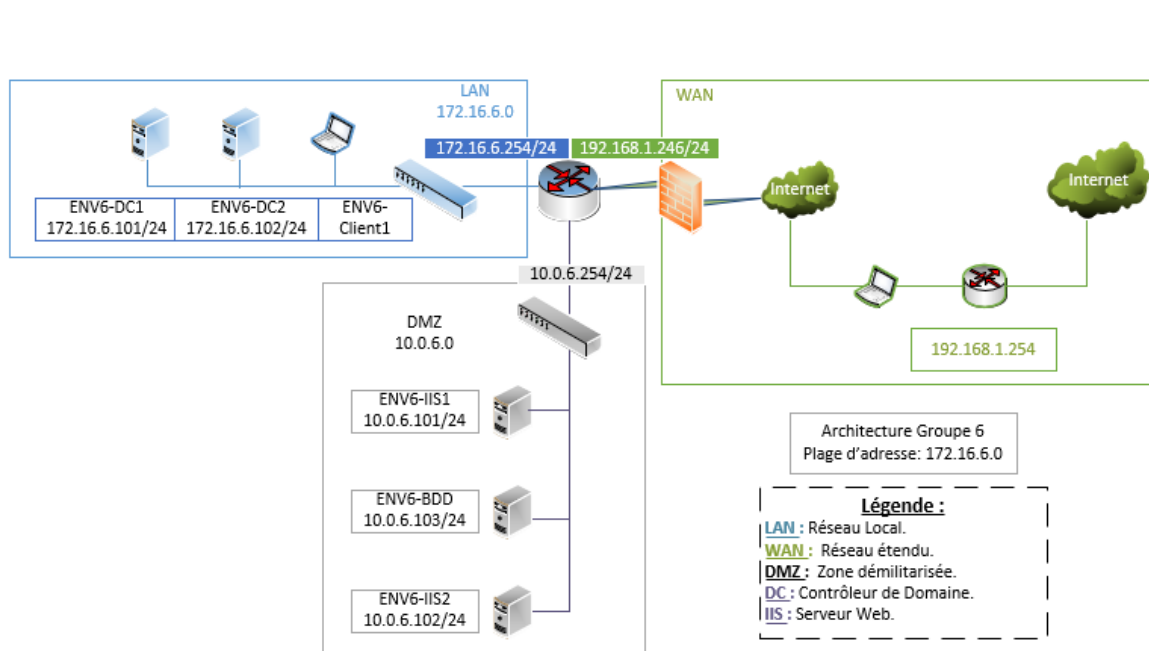 LAN
172.16.6.0
WAN
172.16.6.254/24
192.168.1.246/24
Internet
Internet
ENV6-DC1
172.16.6.101/24
ENV6-DC2
172.16.6.102/24
ENV6-
Client1
10.0.6.254/24
DMZ
10.0.6.0
192.168.1.254
ENV6-IIS1
10.0.6.101/24
ENV6-BDD
10.0.6.103/24
ENV6-IIS2
10.0.6.102/24
Architecture Groupe 6
Plage d’adresse: 172.16.6.0
Légende :
LAN : Réseau Local.
WAN : Réseau étendu.
DMZ : Zone démilitarisée.
DC : Contrôleur de Domaine.
IIS : Serveur Web.